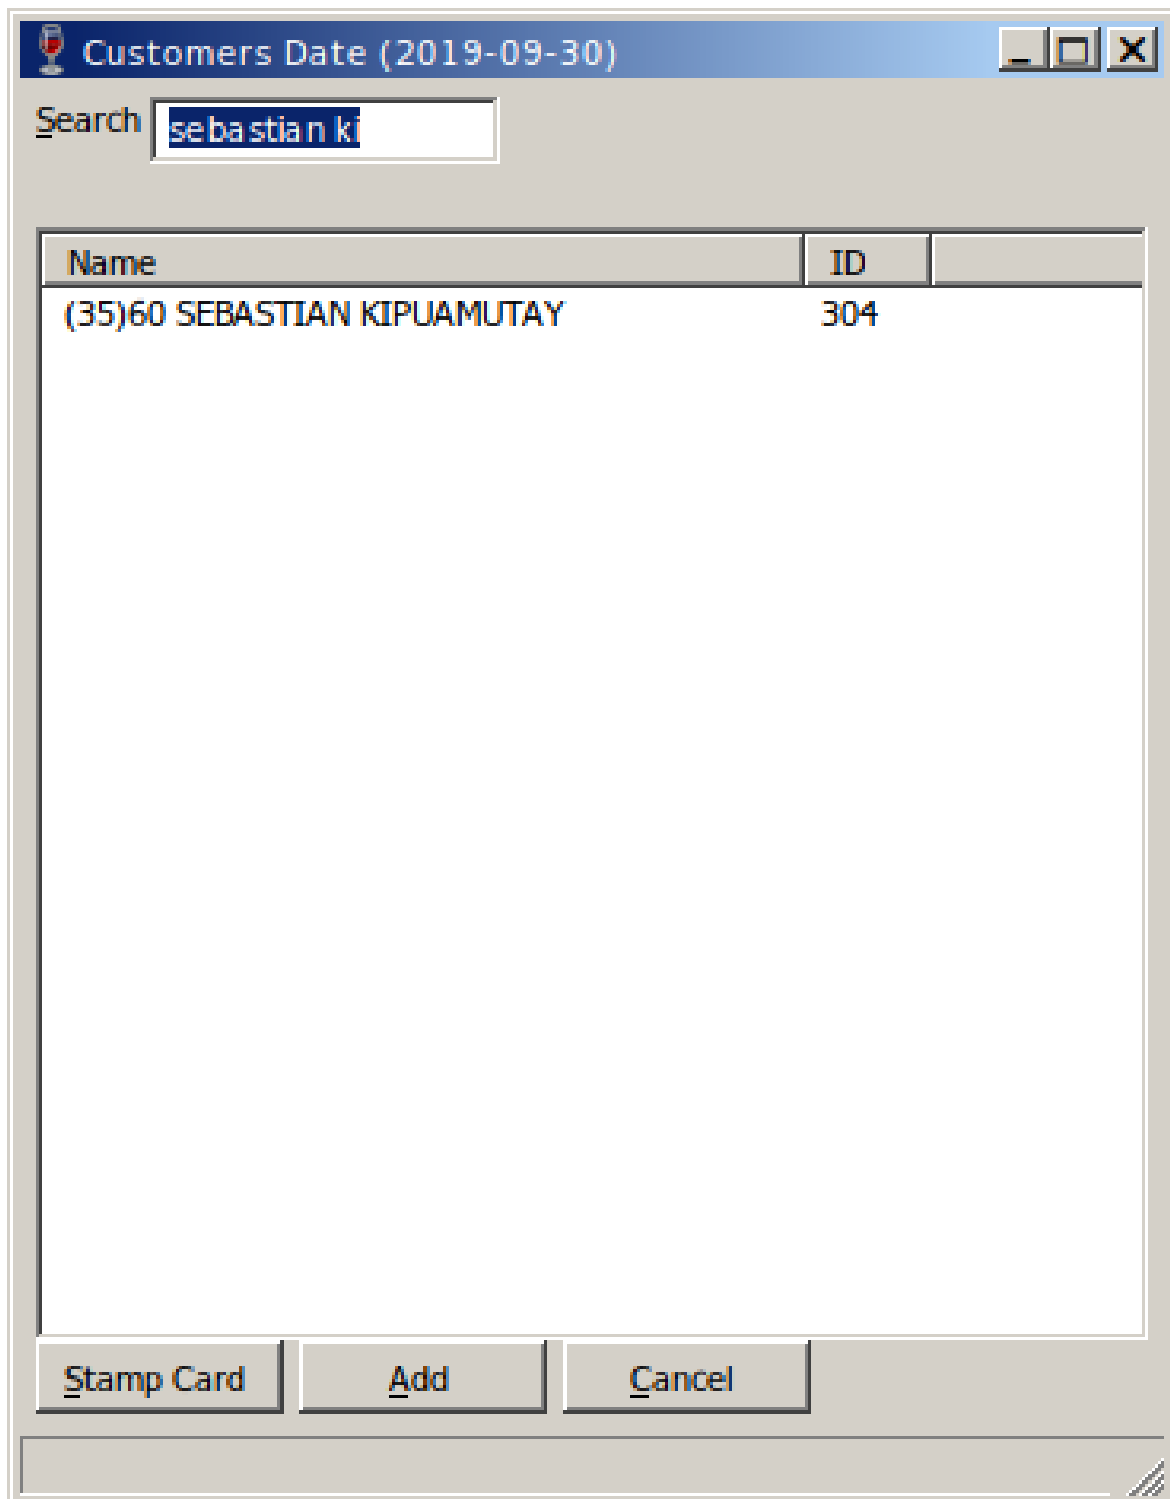 Customers Date (2019-09-30)
Search sebastian ki
Name ID
(35)60 SEBASTIAN KIPUAMUTAY 304
Stamp Card Add Cancel